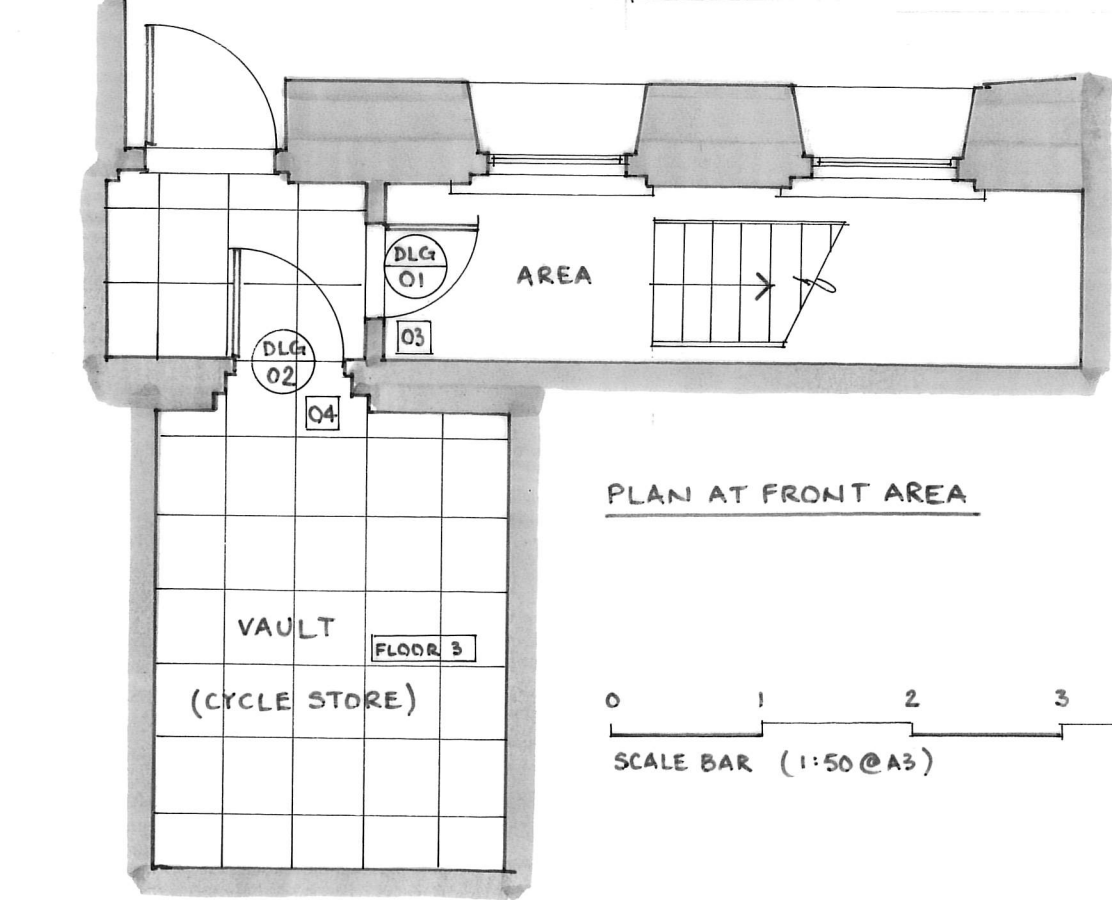 DLG
01
AREA
03
DLG
02
04
PLAN AT FRONT AREA
VAULT
FLOOR 3
(CYCLE STORE)
0 1 2 3
SCALE BAR (1:50@A3)